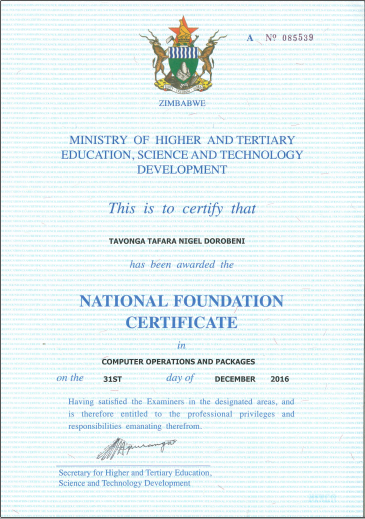 A Nº 085539
ZIMBABWE
MINISTRY OF HIGHER AND TERTIARY
EDUCATION, SCIENCE AND TECHNOLOGY
DEVELOPMENT
This is to certify that
TAVONGA TAFARA NIGEL DOROBENI
has been awarded the
NATIONAL FOUNDATION
CERTIFICATE
in
COMPUTER OPERATIONS AND PACKAGES
on the 31ST day of DECEMBER 2016
Having satisfied the Examiners in the designated areas, and
is therefore entitled to the professional privileges and
responsibilities emanating therefrom.
Secretary for Higher and Tertiary Education,
Science and Technology Development